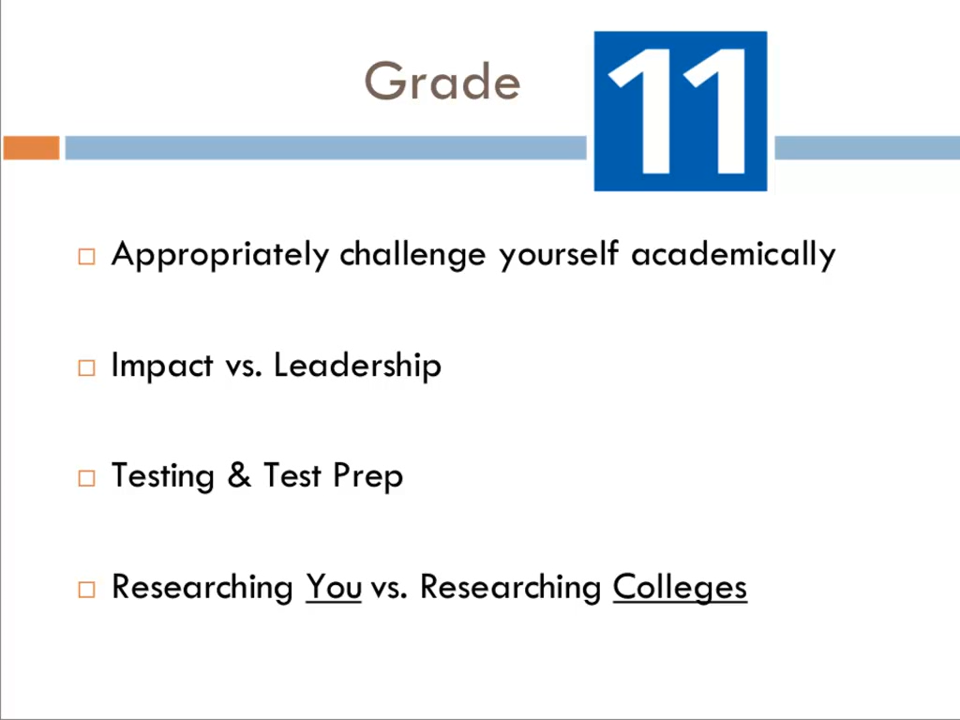 Grade 11
Appropriately challenge yourself academically
Impact vs. Leadership
Testing & Test Prep
Researching You vs. Researching Colleges